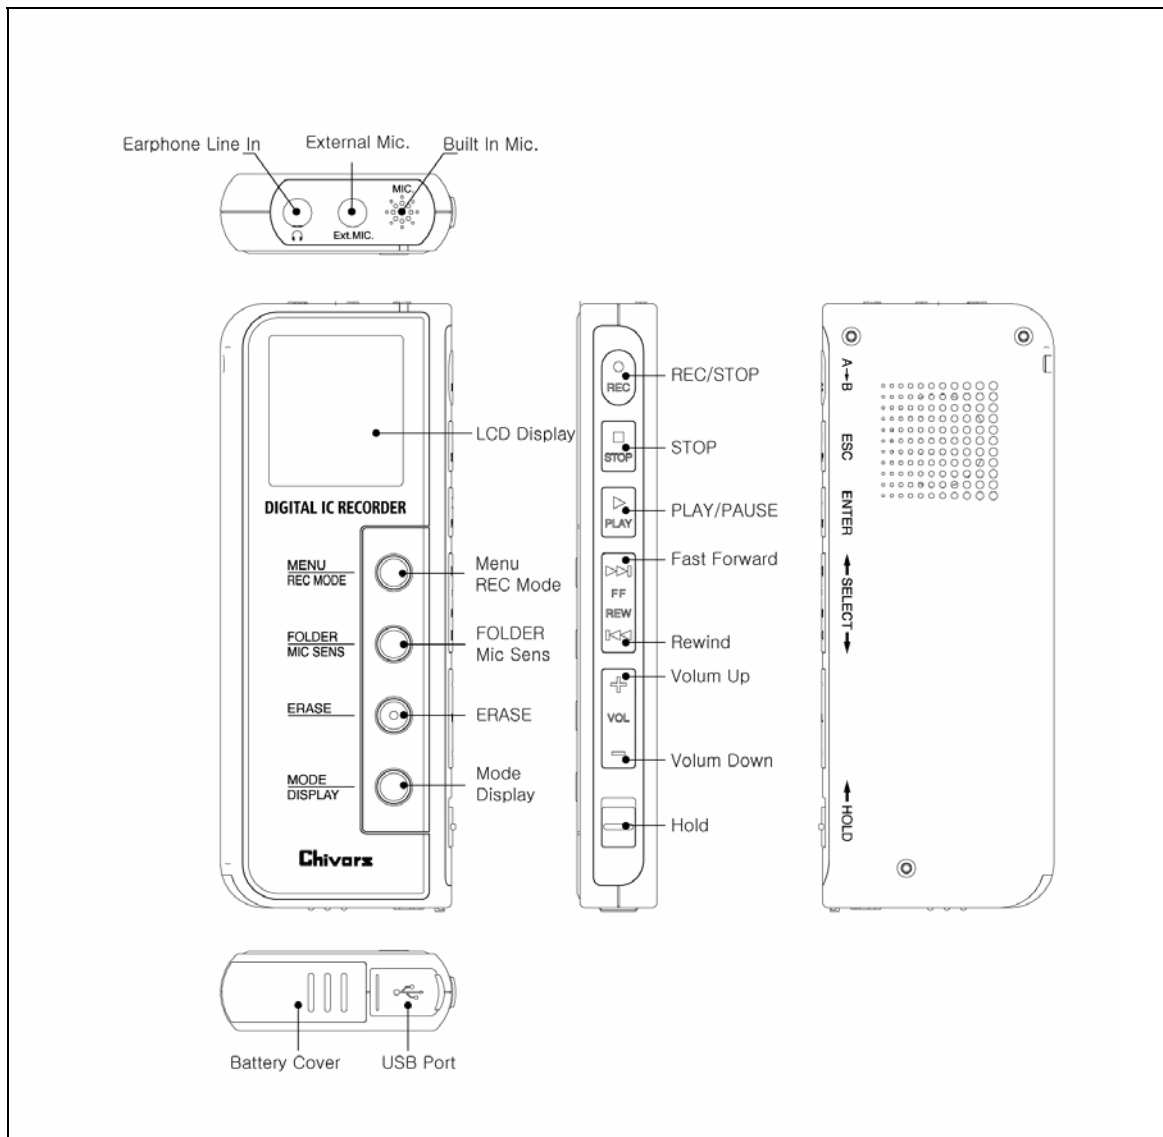 Earphone Line In
External Mic.
Built In Mic.
MIC.
Ext.MIC.
LCD Display
DIGITAL IC RECORDER
MENU
REC MODE
Menu
REC Mode
FOLDER
MIC SENS
FOLDER
Mic Sens
ERASE
ERASE
MODE
DISPLAY
Mode
Display
Chivars
REC
REC/STOP
STOP
STOP
PLAY
PLAY/PAUSE
Fast Forward
FF
REW
Rewind
Volum Up
VOL
Volum Down
Hold
A→B
ESC
ENTER
←SELECT→
←HOLD
Battery Cover
USB Port